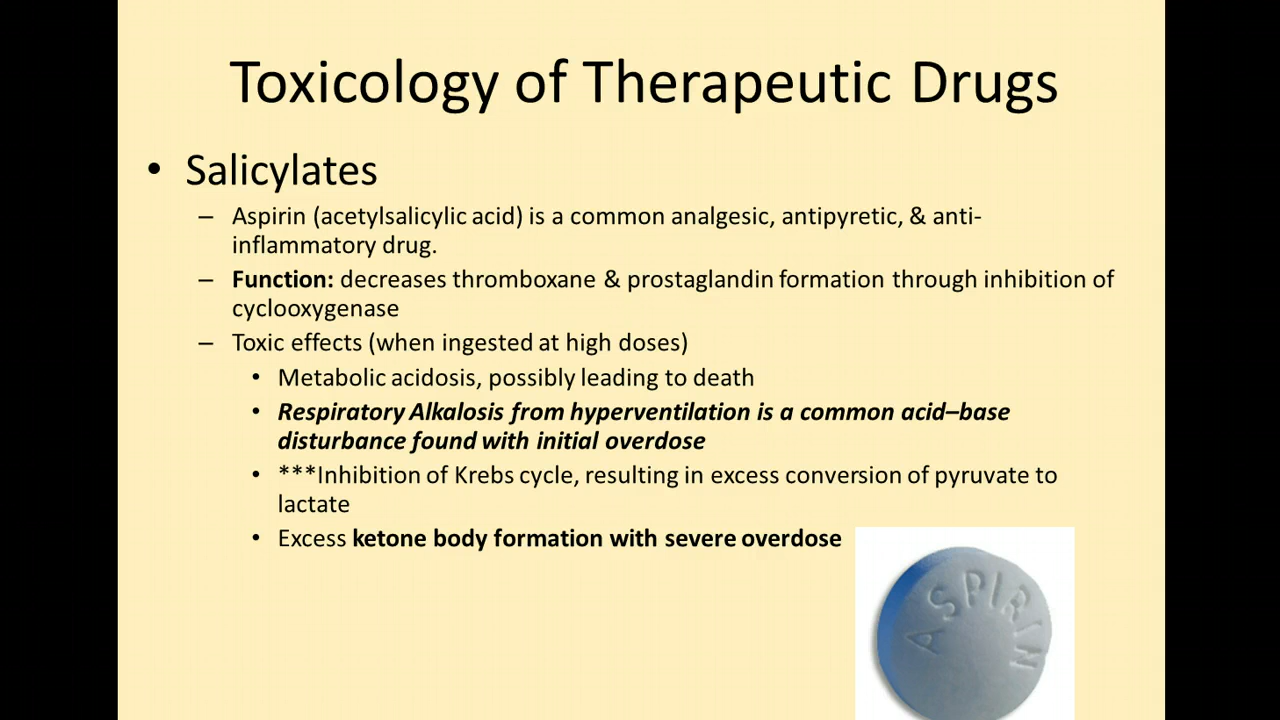 Toxicology of Therapeutic Drugs
• Salicylates
– Aspirin (acetylsalicylic acid) is a common analgesic, antipyretic, & anti-
inflammatory drug.
– Function: decreases thromboxane & prostaglandin formation through inhibition of
cyclooxygenase
– Toxic effects (when ingested at high doses)
• Metabolic acidosis, possibly leading to death
• Respiratory Alkalosis from hyperventilation is a common acid–base
disturbance found with initial overdose
• ***Inhibition of Krebs cycle, resulting in excess conversion of pyruvate to
lactate
• Excess ketone body formation with severe overdose
ASPIRIN